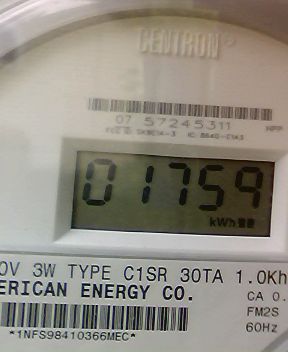 CENTRON®
07 57245311
01759
kWh
0V 3W TYPE C1SR 30TA 1.0Kh
ERICAN ENERGY CO.
CA 0.
FM2S
60Hz
*1NFS98410366MEC*